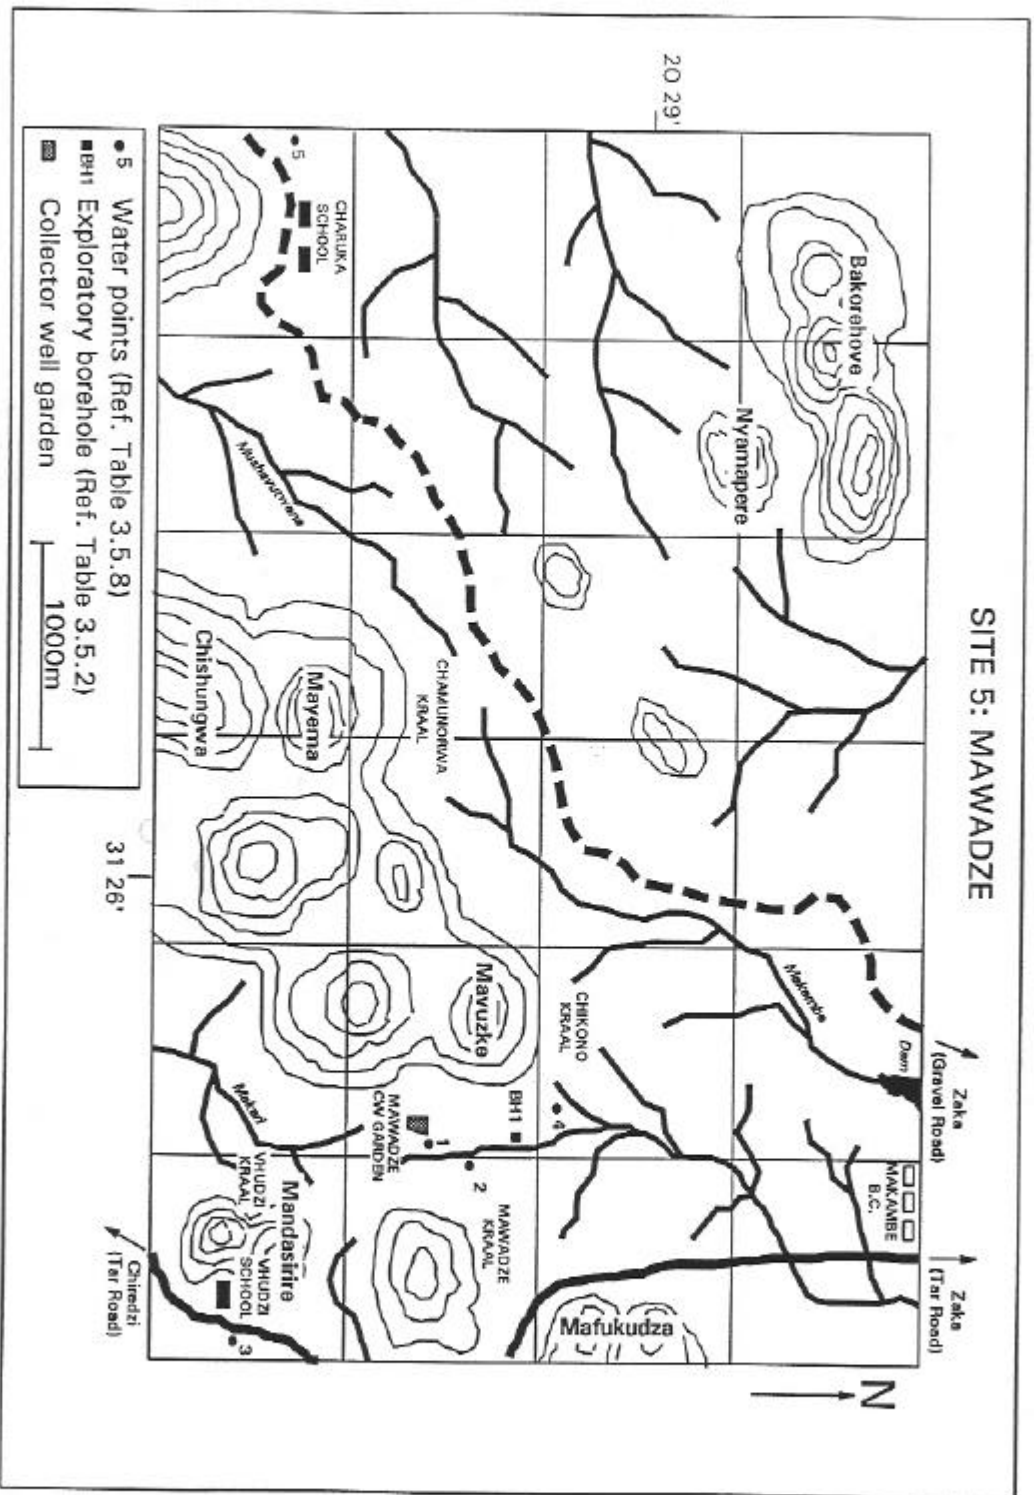 SITE 5: MAWADZE
Zaka
(Gravel Road)
Zaka
(Tar Road)
Dam
MAKAMBE
B.C.
Bakorehove
Makambe
N
Nyamapere
20 29'
CHIKONO
KRAAL
Mafukudza
4
BH1
Mavuzke
MAWADZE
KRAAL
2
CHAMUNORWA
KRAAL
1
MAWADZE
CW GARDEN
CHARUKA
SCHOOL
5
Mayema
Mandasirire
Mushavutwena
Makari
VHUDZI
KRAAL
VHUDZI
SCHOOL
3
Chishungwa
Chiredzi
(Tar Road)
31 26'
5 Water points (Ref. Table 3.5.8)
BH1 Exploratory borehole (Ref. Table 3.5.2)
Collector well garden
1000m